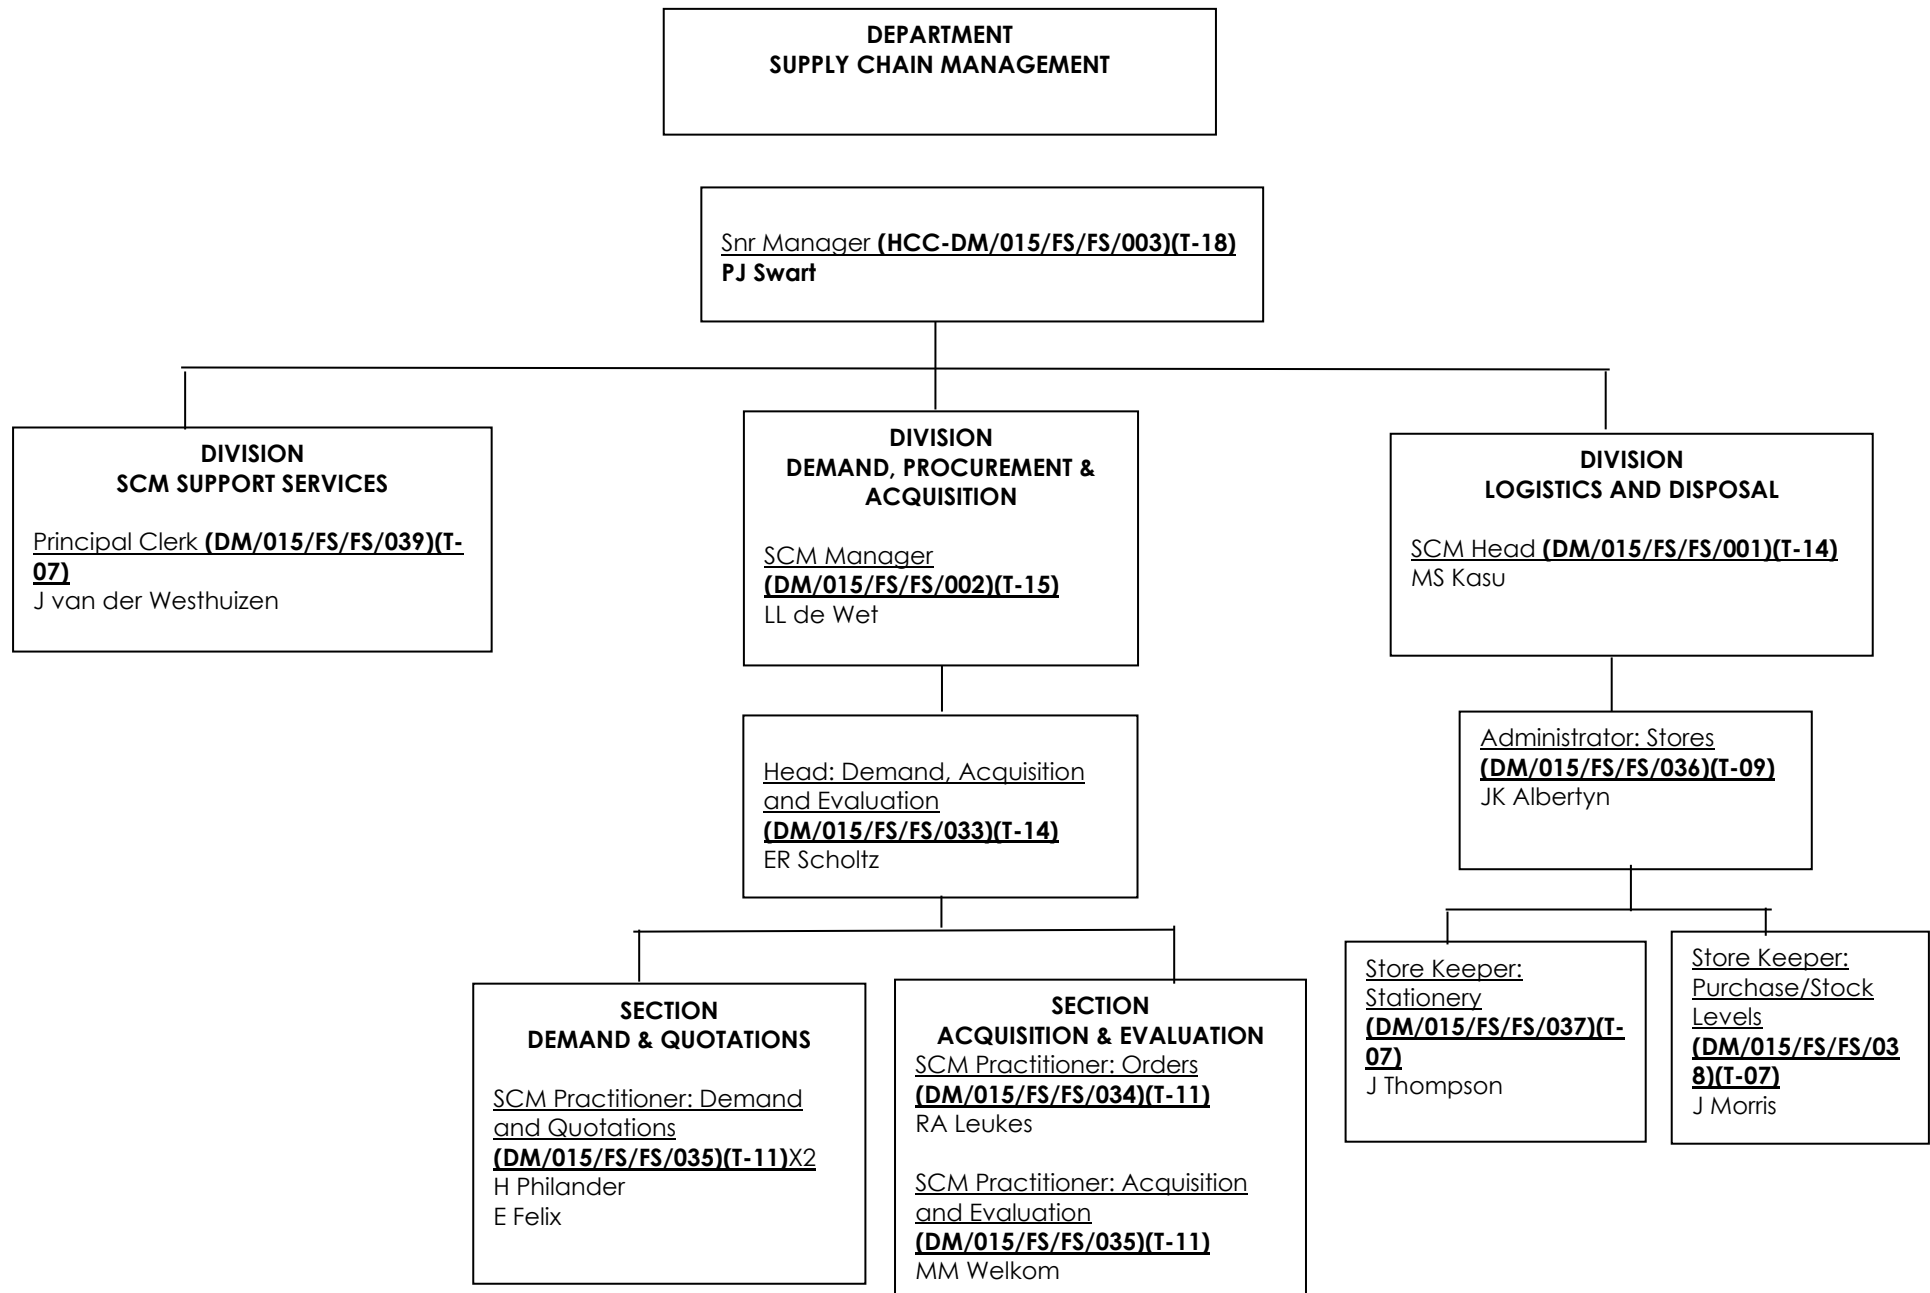 DEPARTMENT
SUPPLY CHAIN MANAGEMENT
Snr Manager (HCC-DM/015/FS/FS/003)(T-18)
PJ Swart
DIVISION
SCM SUPPORT SERVICES
Principal Clerk (DM/015/FS/FS/039)(T-
07)
J van der Westhuizen
DIVISION
DEMAND, PROCUREMENT &
ACQUISITION
SCM Manager
(DM/015/FS/FS/002)(T-15)
LL de Wet
DIVISION
LOGISTICS AND DISPOSAL
SCM Head (DM/015/FS/FS/001)(T-14)
MS Kasu
Head: Demand, Acquisition
and Evaluation
(DM/015/FS/FS/033)(T-14)
ER Scholtz
Administrator: Stores
(DM/015/FS/FS/036)(T-09)
JK Albertyn
SECTION
DEMAND & QUOTATIONS
SCM Practitioner: Demand
and Quotations
(DM/015/FS/FS/035)(T-11)X2
H Philander
E Felix
SECTION
ACQUISITION & EVALUATION
SCM Practitioner: Orders
(DM/015/FS/FS/034)(T-11)
RA Leukes
SCM Practitioner: Acquisition
and Evaluation
(DM/015/FS/FS/035)(T-11)
MM Welkom
Store Keeper:
Stationery
(DM/015/FS/FS/037)(T-
07)
J Thompson
Store Keeper:
Purchase/Stock
Levels
(DM/015/FS/FS/03
8)(T-07)
J Morris